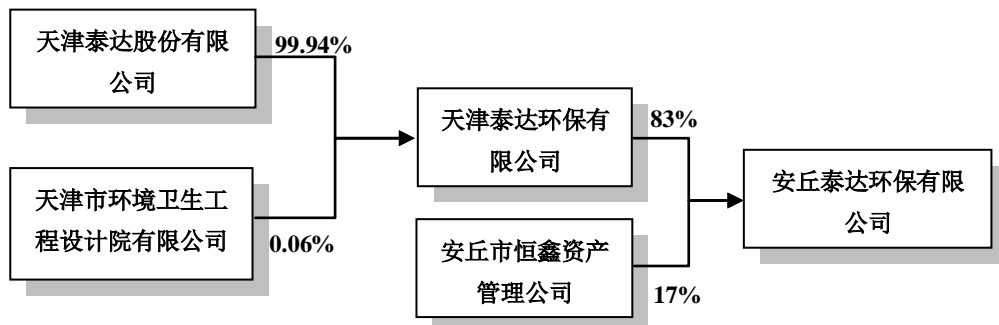 天津泰达股份有限
公司
99.94%
天津市环境卫生工
程设计院有限公司
0.06%
天津泰达环保有
限公司
83%
安丘市恒鑫资产
管理公司
17%
安丘泰达环保有限
公司